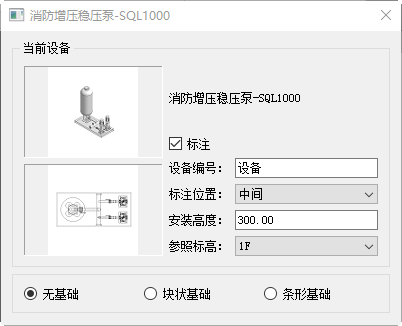 消防增压稳压泵-SQL1000
当前设备
消防增压稳压泵-SQL1000
标注
设备编号： 设备
标注位置： 中间
安装高度： 300.00
参照标高： 1F
无基础 块状基础 条形基础